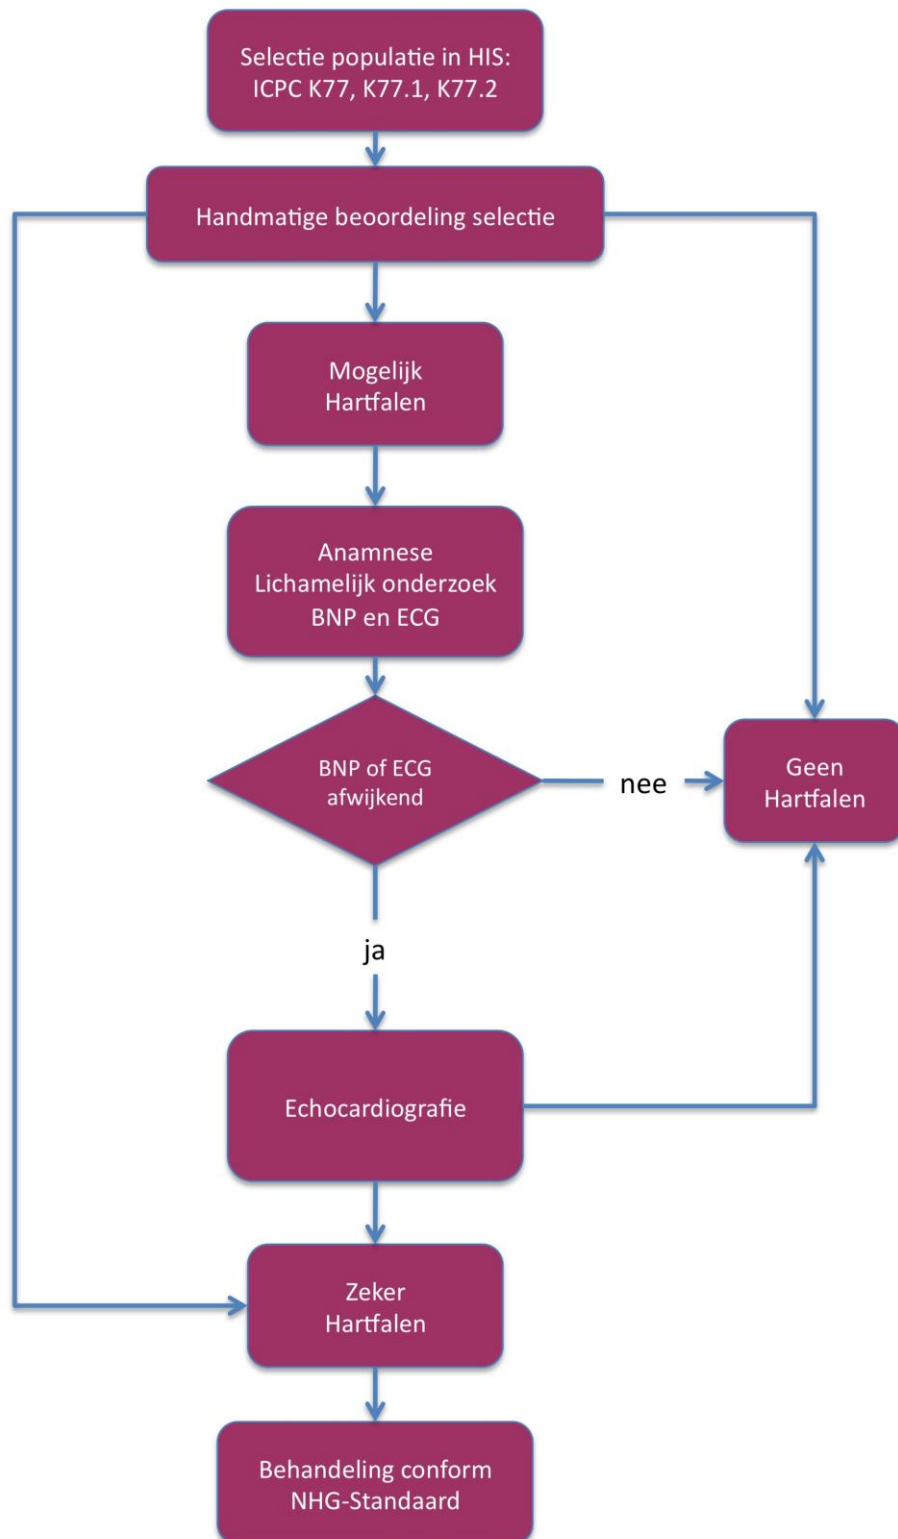 Selectie populatie in HIS:
ICPC K77, K77.1, K77.2
Handmatige beoordeling selectie
Mogelijk
Hartfalen
Anamnese
Lichamelijk onderzoek
BNP en ECG
BNP of ECG
afwijkend
nee
Geen
Hartfalen
ja
Echocardiografie
Zeker
Hartfalen
Behandeling conform
NHG-Standaard